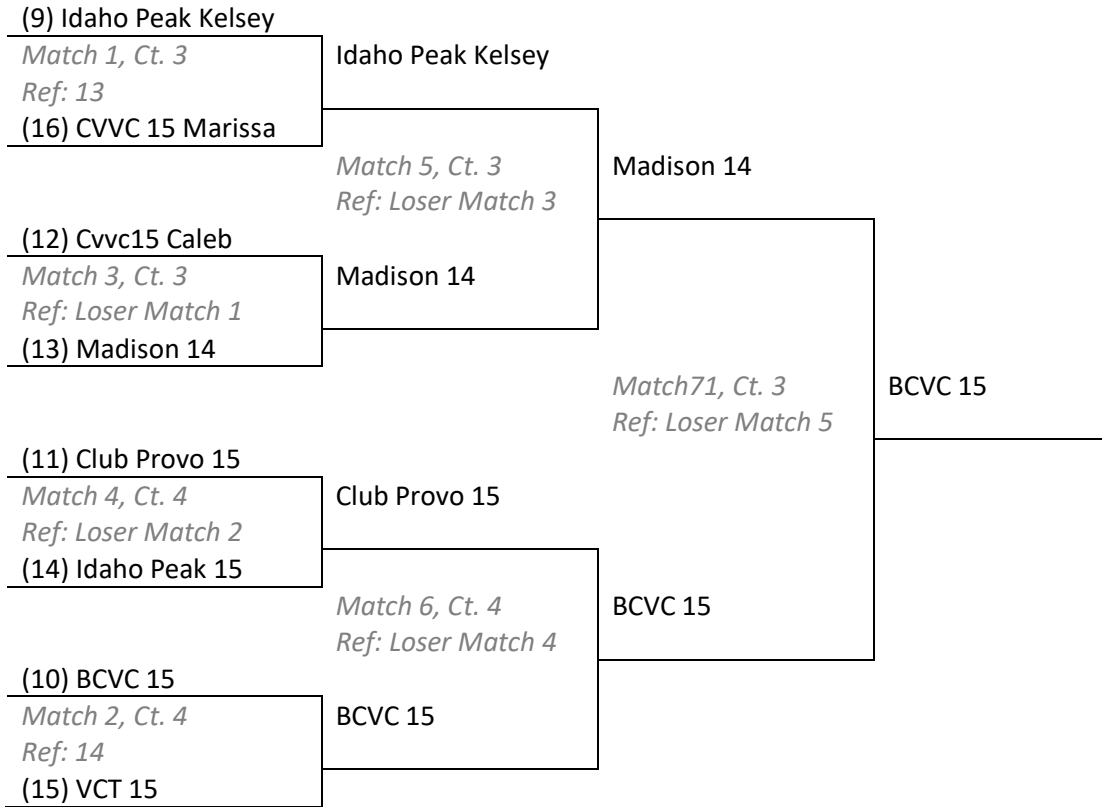 (9) Idaho Peak Kelsey
Match 1, Ct. 3
Ref: 13
(16) CVVC 15 Marissa
Idaho Peak Kelsey
Match 5, Ct. 3
Ref: Loser Match 3
Madison 14
(12) Cvvc15 Caleb
Match 3, Ct. 3
Ref: Loser Match 1
(13) Madison 14
Madison 14
Match71, Ct. 3
Ref: Loser Match 5
BCVC 15
(11) Club Provo 15
Match 4, Ct. 4
Ref: Loser Match 2
(14) Idaho Peak 15
Club Provo 15
Match 6, Ct. 4
Ref: Loser Match 4
BCVC 15
(10) BCVC 15
Match 2, Ct. 4
Ref: 14
(15) VCT 15
BCVC 15